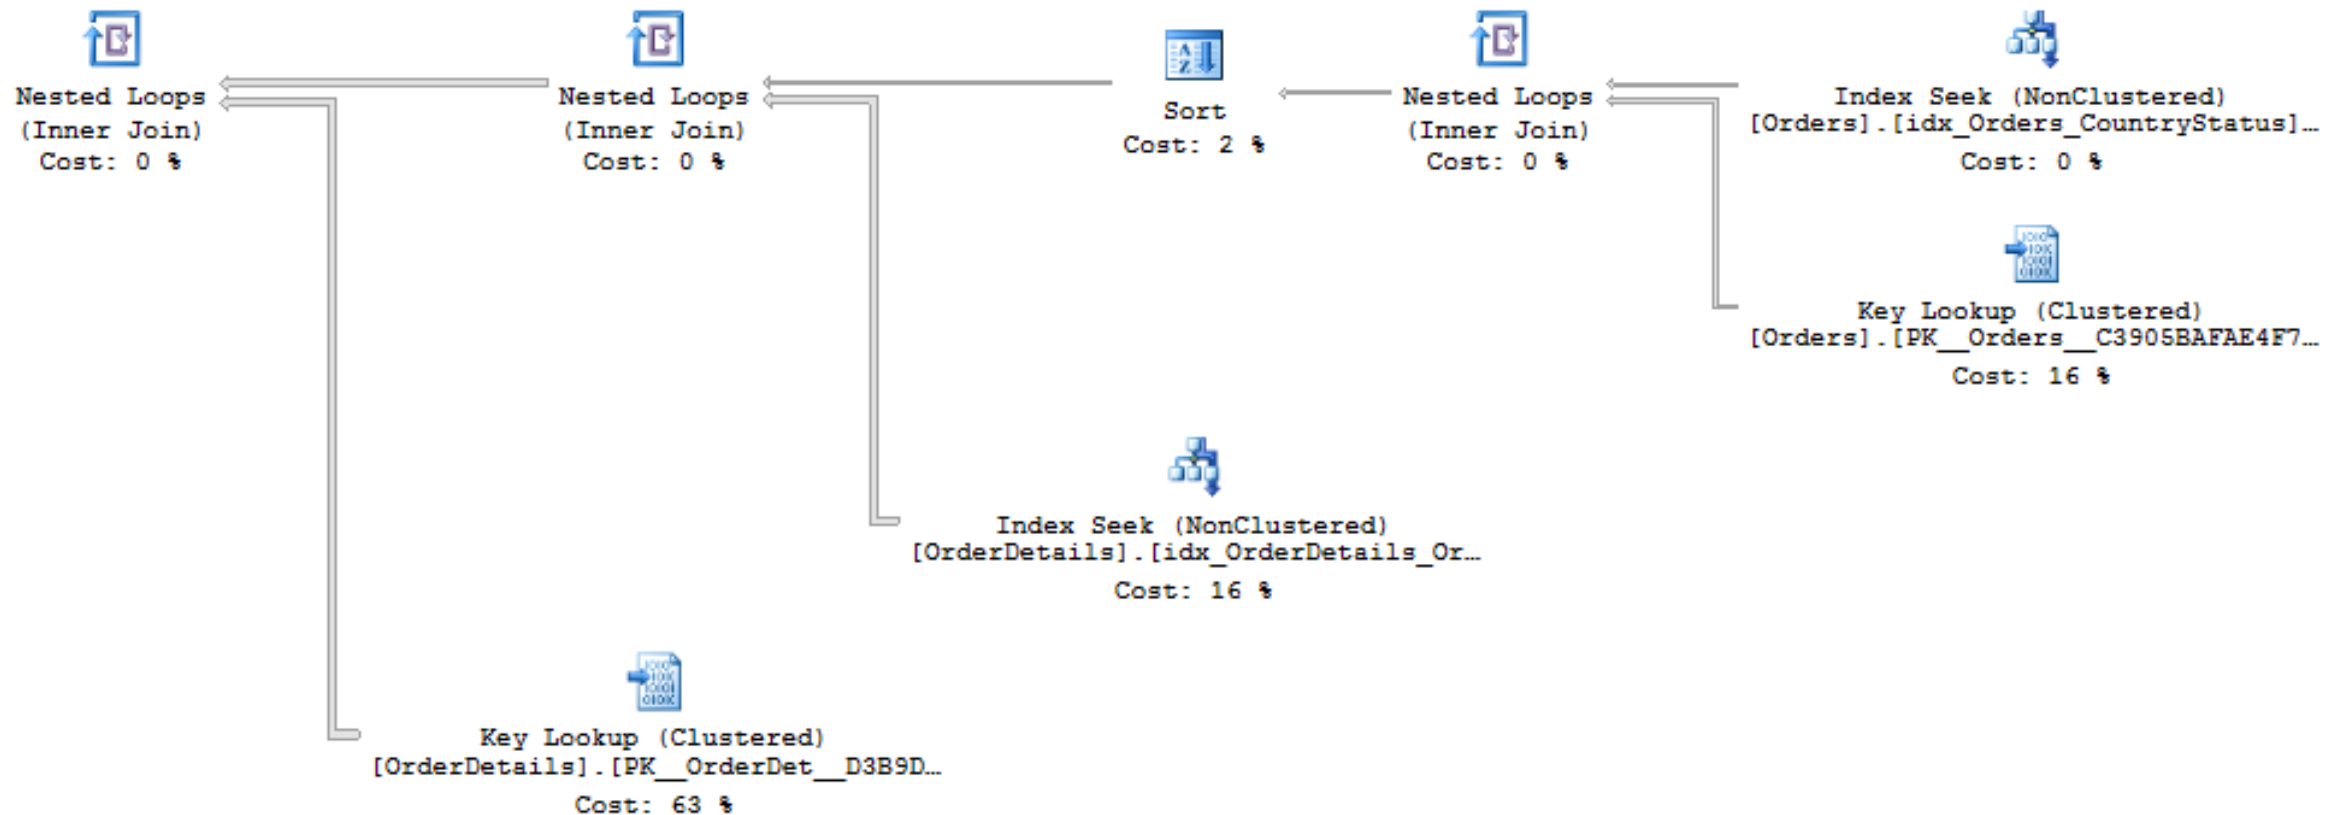 Nested Loops
(Inner Join)
Cost: 0 %
Nested Loops
(Inner Join)
Cost: 0 %
Sort
Cost: 2 %
Nested Loops
(Inner Join)
Cost: 0 %
Index Seek (NonClustered)
[Orders].[idx_Orders_CountryStatus]…
Cost: 0 %
Key Lookup (Clustered)
[Orders].[PK__Orders__C3905BAFAE4F7…
Cost: 16 %
Index Seek (NonClustered)
[OrderDetails].[idx_OrderDetails_Or…
Cost: 16 %
Key Lookup (Clustered)
[OrderDetails].[PK__OrderDet__D3B9D…
Cost: 63 %